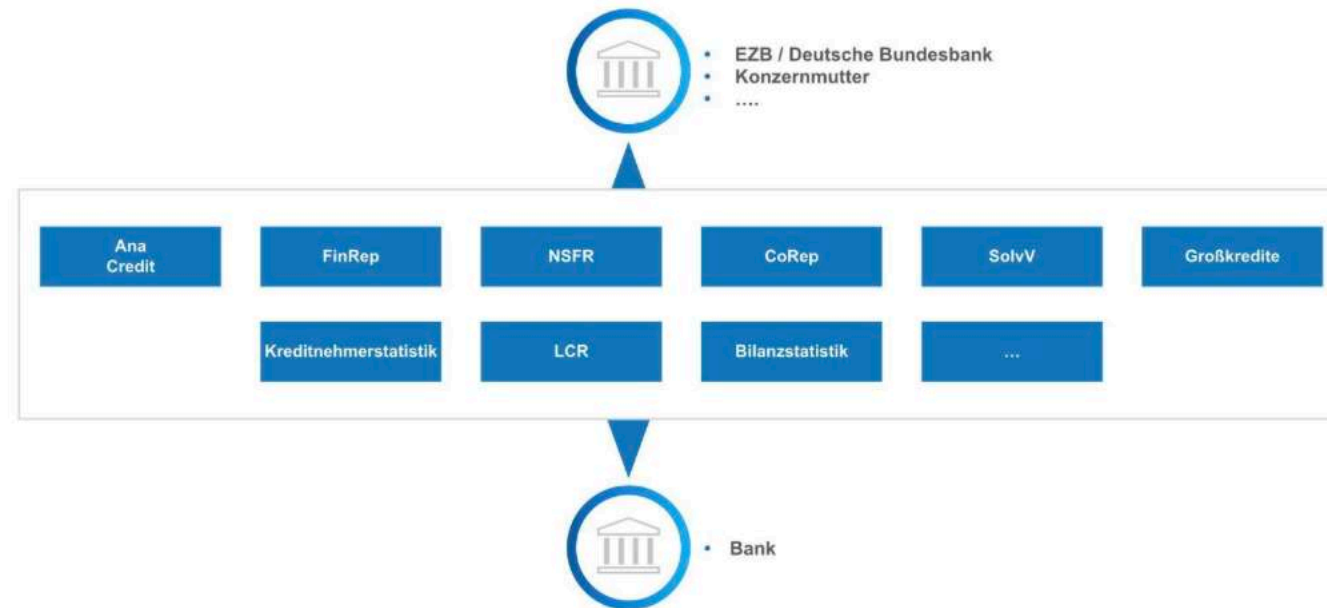 • EZB / Deutsche Bundesbank
• Konzernmutter
• ....
Ana
Credit
FinRep
NSFR
CoRep
SolvV
Großkredite
Kreditnehmerstatistik
LCR
Bilanzstatistik
...
• Bank